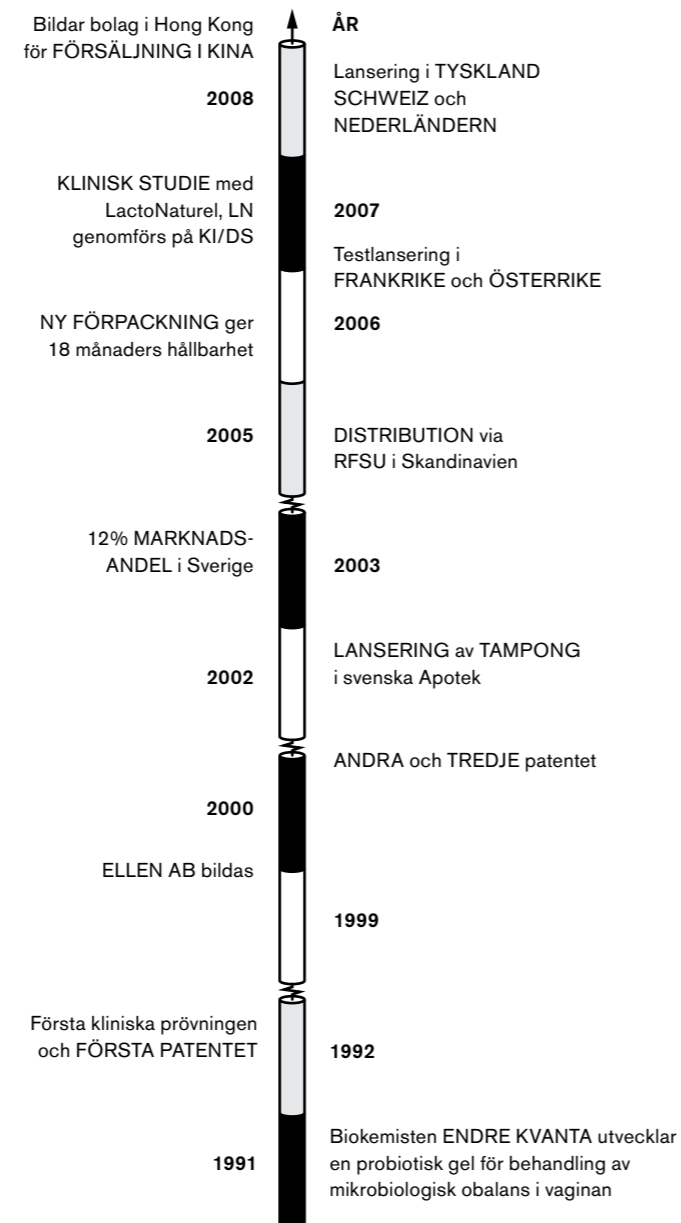 Bildar bolag i Hong Kong
för FÖRSÄLJNING I KINA
ÅR
2008
Lansering i TYSKLAND
SCHWEIZ och
NEDERLÄNDERN
KLINISK STUDIE med
LactoNaturel, LN
genomförs på KI/DS
2007
Testlansering i
FRANKRIKE och ÖSTERRIKE
NY FÖRPACKNING ger
18 månaders hållbarhet
2006
2005
DISTRIBUTION via
RFSU i Skandinavien
12% MARKNADS-
ANDEL i Sverige
2003
2002
LANSERING av TAMPONG
i svenska Apotek
ANDRA och TREDJE patentet
2000
ELLEN AB bildas
1999
Första kliniska prövningen
och FÖRSTA PATENTET
1992
1991
Biokemisten ENDRE KVANTA utvecklar
en probiotisk gel för behandling av
mikrobiologisk obalans i vaginan